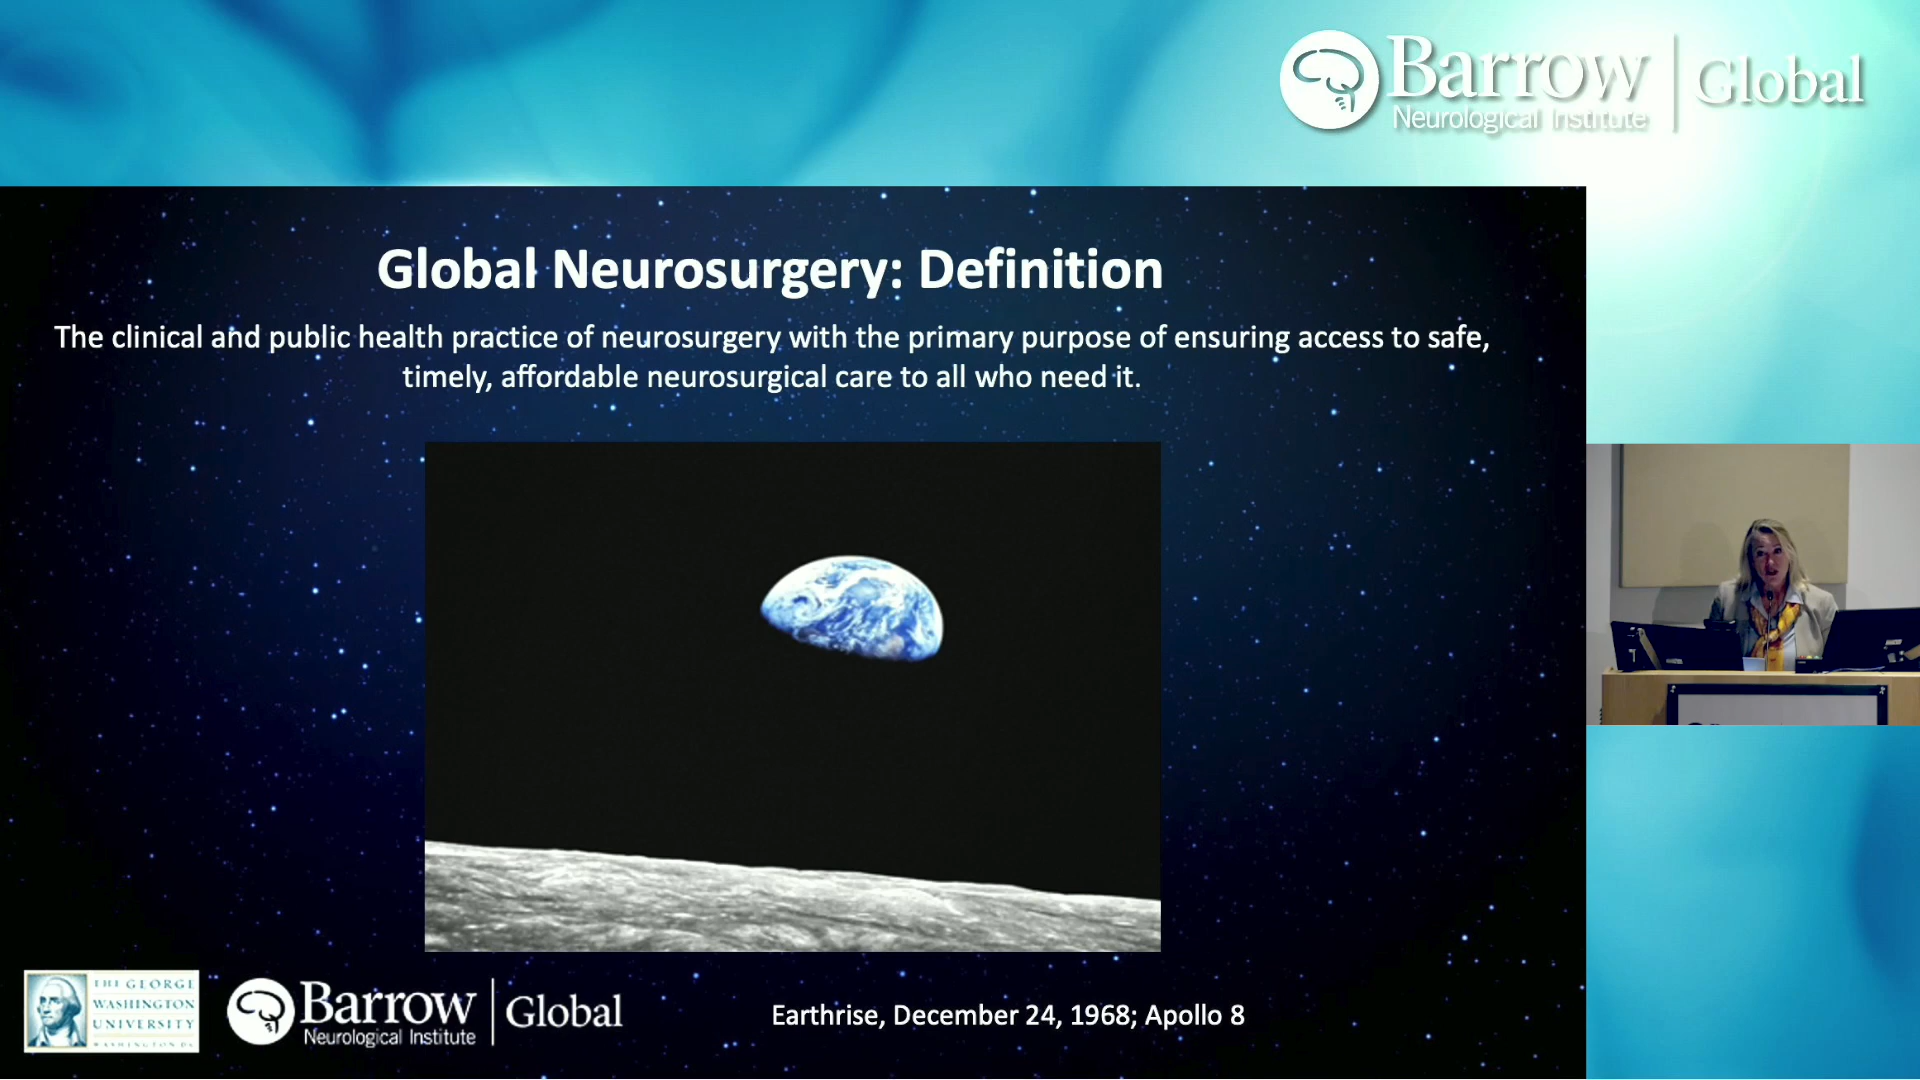 Barrow
Neurological Institute
Global
Global Neurosurgery: Definition
The clinical and public health practice of neurosurgery with the primary purpose of ensuring access to safe,
timely, affordable neurosurgical care to all who need it.
THE GEORGE
WASHINGTON
UNIVERSITY
WASHINGTON DC
Barrow
Neurological Institute
Global
Earthrise, December 24, 1968; Apollo 8